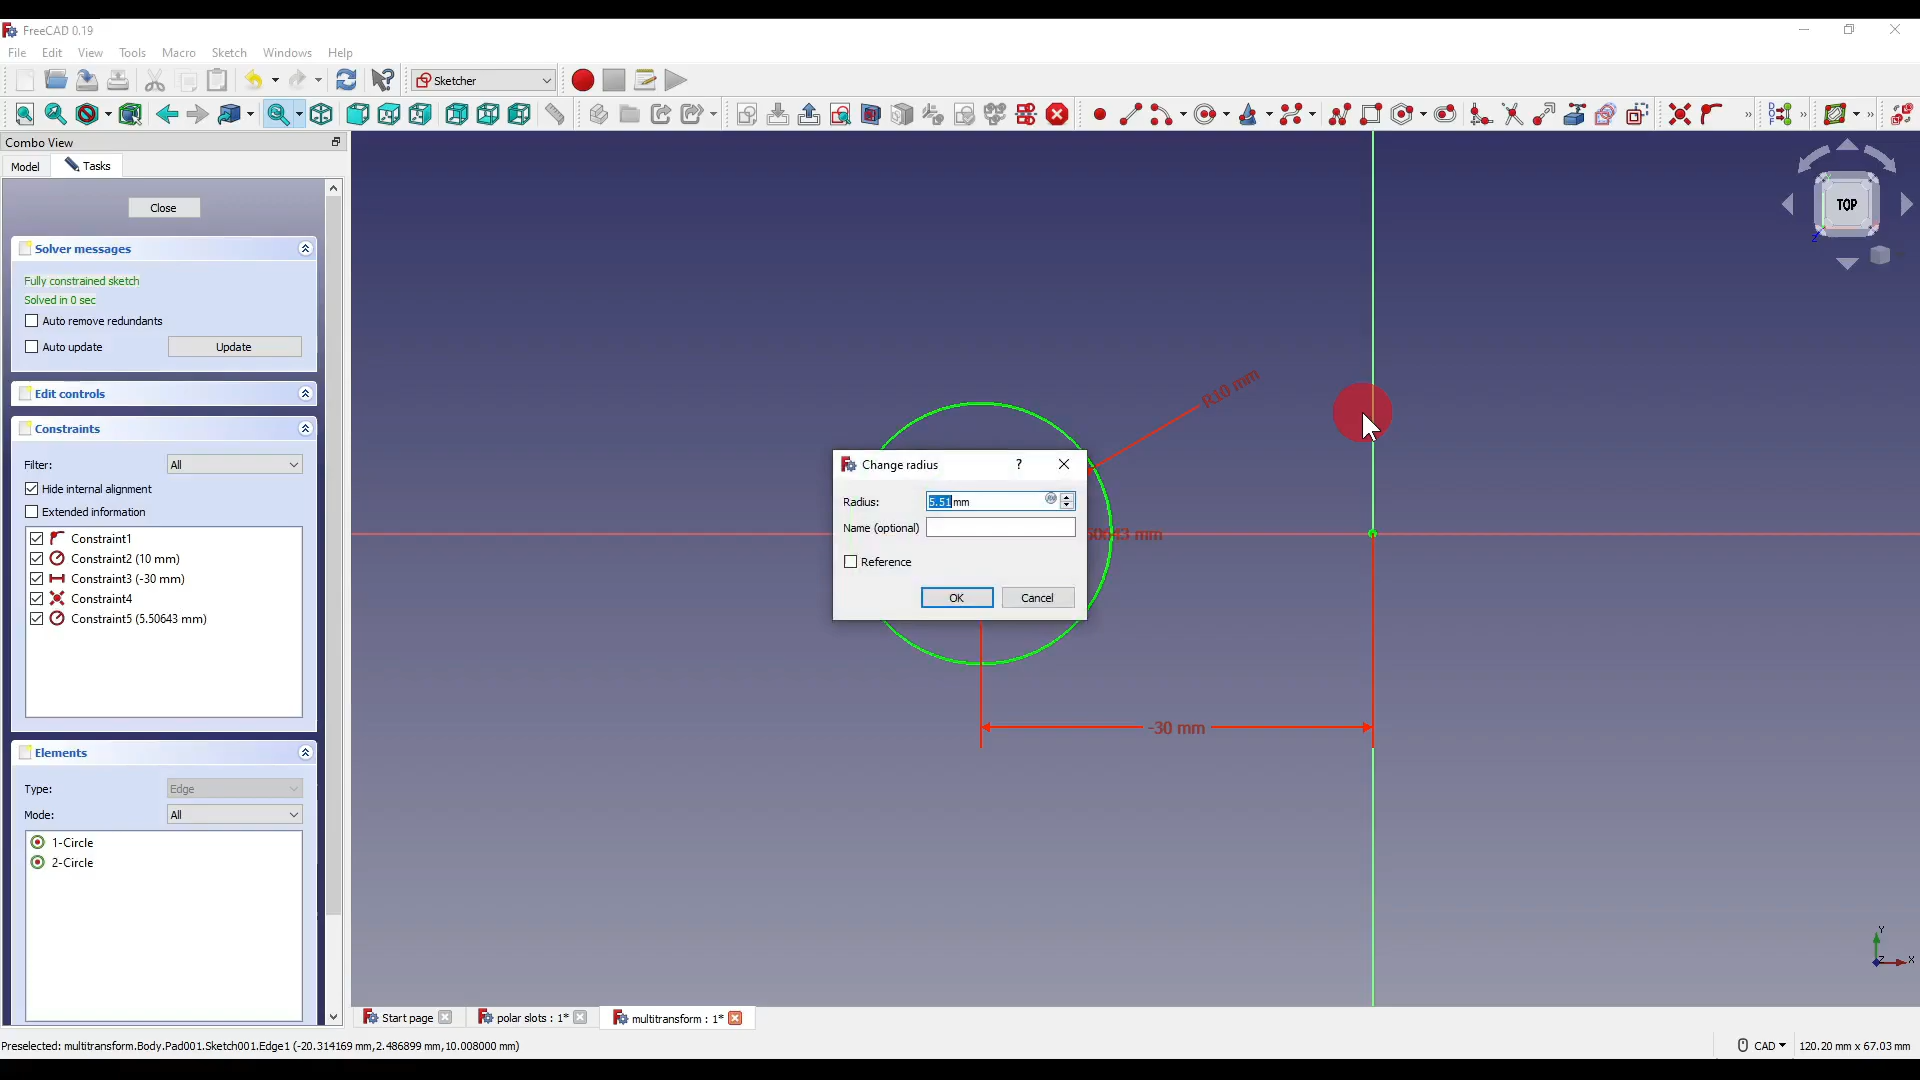 FreeCAD 0.19
File Edit View Tools Macro Sketch Windows Help
Sketcher
Combo View
Model Tasks
TOP
Z
Close
Solver messages
Fully constrained sketch
Solved in 0 sec
Auto remove redundants
Auto update Update
Edit controls
Constraints
Filter: All
Hide internal alignment
Extended information
Constraint1
Constraint2 (10 mm)
Constraint3 (-30 mm)
Constraint4
Constraint5 (5.50643 mm)
Elements
Type: Edge
Mode: All
1-Circle
2-Circle
R10 mm
Change radius ?
Radius: 5.51 mm
Name (optional)
Reference
OK Cancel
-30 mm
Y
Z X
Start page polar slots : 1* multitransform : 1*
Preselected: multitransform.Body.Pad001.Sketch001.Edge1 (-20.314169 mm,2.486899 mm,10.008000 mm)
CAD 120.20 mm x 67.03 mm